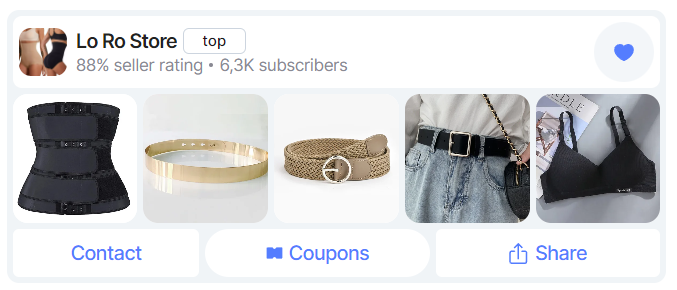 Lo Ro Store top
88% seller rating • 6,3K subscribers
Contact
Coupons
Share